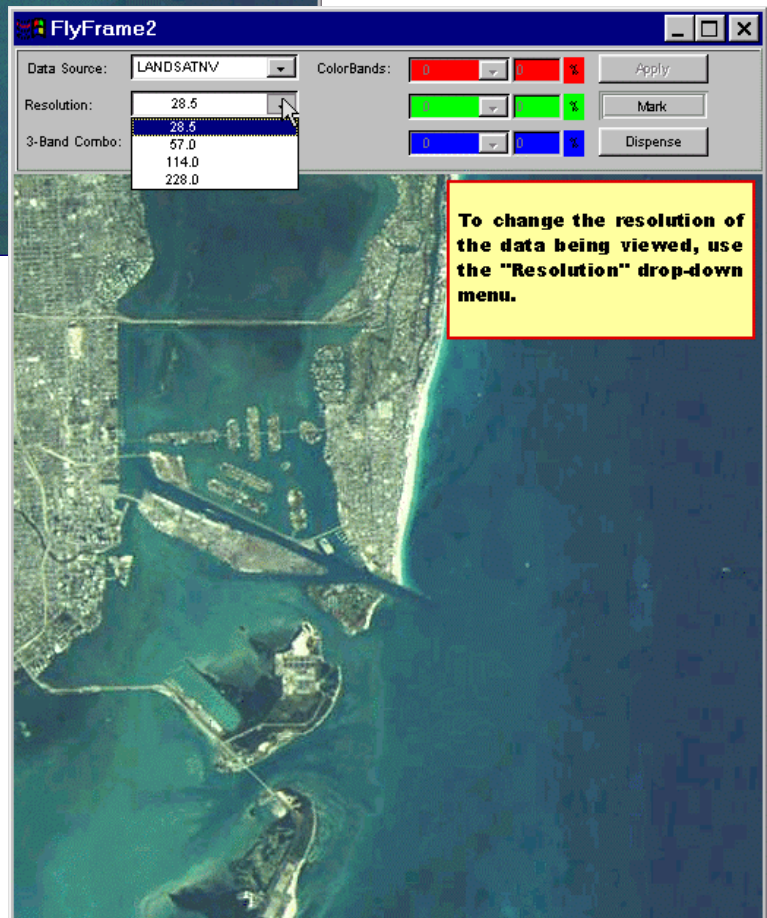 FlyFrame2
Data Source: LANDSATNV ColorBands: 0 0 % Apply
Resolution: 28.5 0 0 % Mark
28.5
3-Band Combo: 57.0 0 0 % Dispense
114.0
228.0
To change the resolution of
the data being viewed, use
the "Resolution" drop-down
menu.